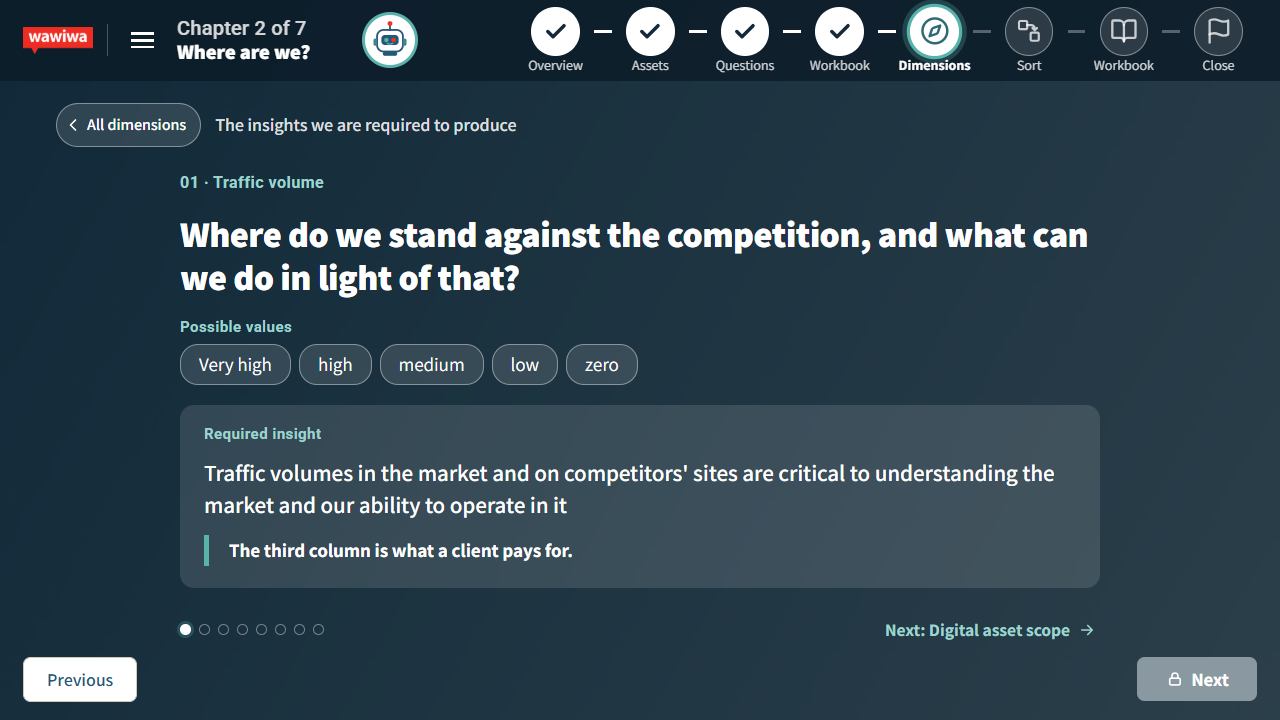 wawiwa
Chapter 2 of 7
Where are we?
Overview
Assets
Questions
Workbook
Dimensions
Sort
Workbook
Close
All dimensions
The insights we are required to produce
01 · Traffic volume
Where do we stand against the competition, and what can
we do in light of that?
Possible values
Very high
high
medium
low
zero
Required insight
Traffic volumes in the market and on competitors' sites are critical to understanding the
market and our ability to operate in it
The third column is what a client pays for.
Next: Digital asset scope
Previous
Next